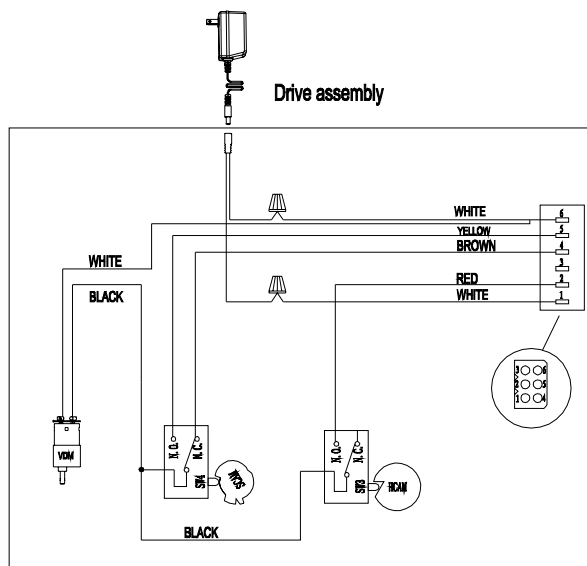 Drive assembly
WHITE 6
YELLOW 5
BROWN 4
3
RED 2
WHITE 1
WHITE
BLACK
3 6
2 5
1 4
VDM
N. O. N. C.
SW4
SCAM
N. O. N. C.
SW3
HCAM
BLACK